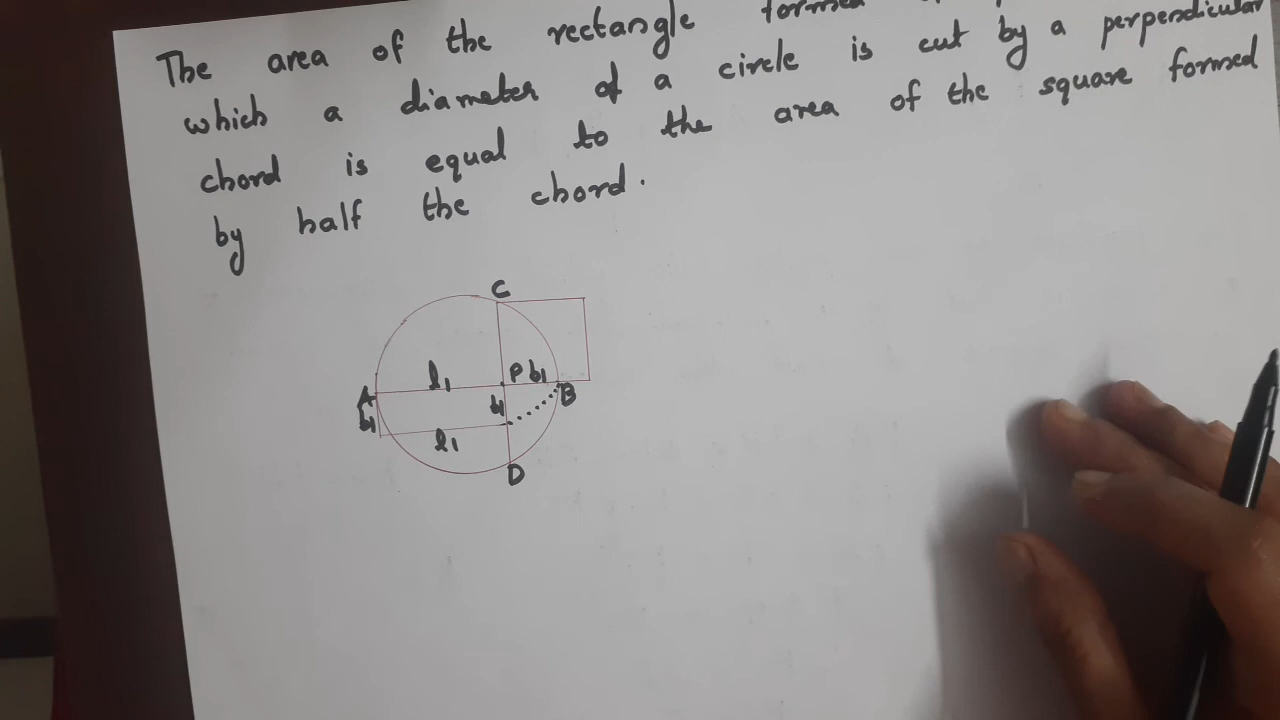 The area of the rectangle formed
which a diameter of a circle is cut by a perpendicular
chord is equal to the area of the square formed
by half the chord.
C
l₁ P b₁
A B
b₁ b₁
l₁
D